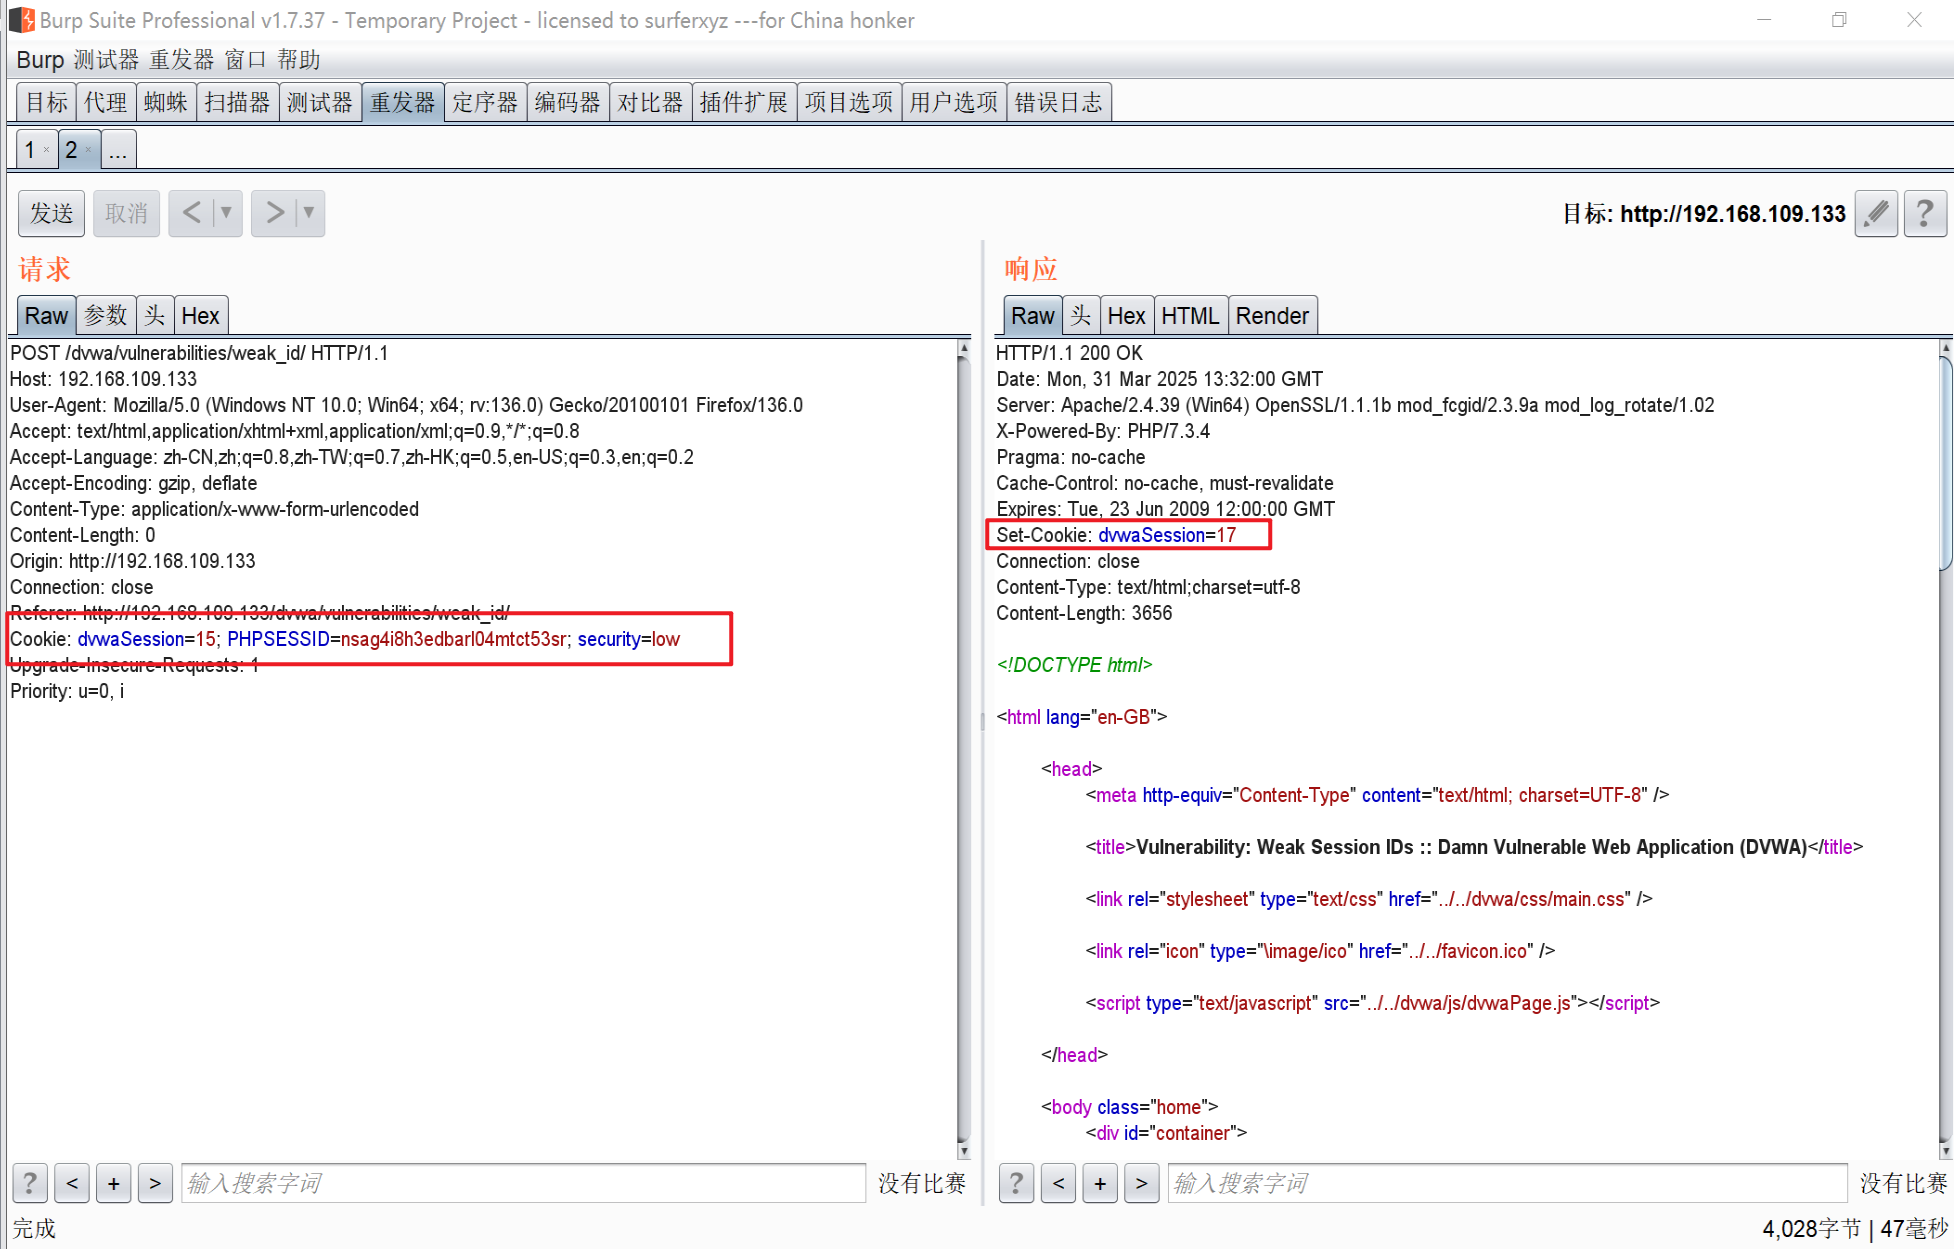 Burp Suite Professional v1.7.37 - Temporary Project - licensed to surferxyz ---for China honker
Burp 测试器 重发器 窗口 帮助
目标 代理 蜘蛛 扫描器 测试器 重发器 定序器 编码器 对比器 插件扩展 项目选项 用户选项 错误日志
1 × 2 × ...
发送 取消 < ▼ > ▼
目标: http://192.168.109.133
?
请求
Raw 参数 头 Hex
POST /dvwa/vulnerabilities/weak_id/ HTTP/1.1
Host: 192.168.109.133
User-Agent: Mozilla/5.0 (Windows NT 10.0; Win64; x64; rv:136.0) Gecko/20100101 Firefox/136.0
Accept: text/html,application/xhtml+xml,application/xml;q=0.9,*/*;q=0.8
Accept-Language: zh-CN,zh;q=0.8,zh-TW;q=0.7,zh-HK;q=0.5,en-US;q=0.3,en;q=0.2
Accept-Encoding: gzip, deflate
Content-Type: application/x-www-form-urlencoded
Content-Length: 0
Origin: http://192.168.109.133
Connection: close
Referer: http://192.168.109.133/dvwa/vulnerabilities/weak_id/
Cookie: dvwaSession=15; PHPSESSID=nsag4i8h3edbarl04mtct53sr; security=low
Upgrade-Insecure-Requests: 1
Priority: u=0, i
? < + > 输入搜索字词 没有比赛
响应
Raw 头 Hex HTML Render
HTTP/1.1 200 OK
Date: Mon, 31 Mar 2025 13:32:00 GMT
Server: Apache/2.4.39 (Win64) OpenSSL/1.1.1b mod_fcgid/2.3.9a mod_log_rotate/1.02
X-Powered-By: PHP/7.3.4
Pragma: no-cache
Cache-Control: no-cache, must-revalidate
Expires: Tue, 23 Jun 2009 12:00:00 GMT
Set-Cookie: dvwaSession=17
Connection: close
Content-Type: text/html;charset=utf-8
Content-Length: 3656
<!DOCTYPE html>
<html lang="en-GB">
<head>
<meta http-equiv="Content-Type" content="text/html; charset=UTF-8" />
<title>Vulnerability: Weak Session IDs :: Damn Vulnerable Web Application (DVWA)</title>
<link rel="stylesheet" type="text/css" href="../../dvwa/css/main.css" />
<link rel="icon" type="\image/ico" href="../../favicon.ico" />
<script type="text/javascript" src="../../dvwa/js/dvwaPage.js"></script>
</head>
<body class="home">
<div id="container">
? < + > 输入搜索字词 没有比赛
完成
4,028字节 | 47毫秒